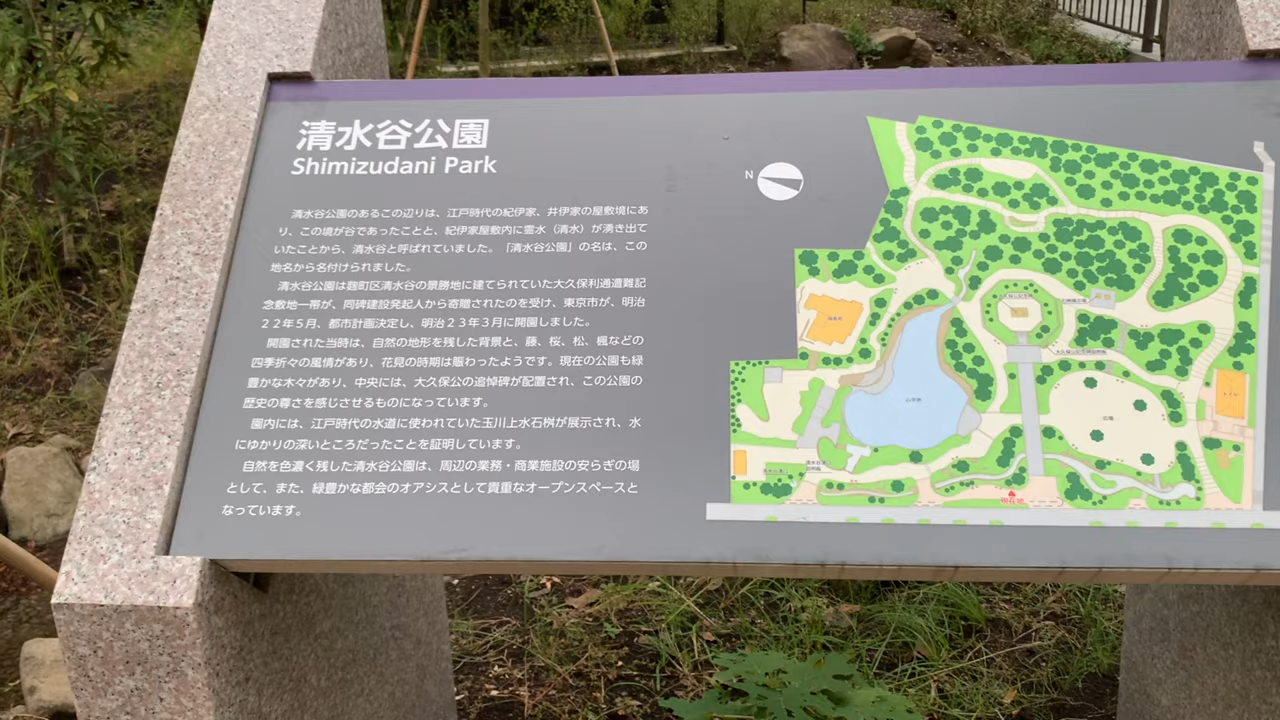 清水谷公園
Shimizudani Park
清水谷公園のあるこの辺りは、江戸時代の紀伊家、井伊家の屋敷境にあ
り、この境が谷であったことと、紀伊家屋敷内に霊水（清水）が湧き出て
いたことから、清水谷と呼ばれていました。「清水谷公園」の名は、この
地名から名付けられました。
清水谷公園は麹町区清水谷の景勝地に建てられていた大久保利通遭難記
念敷地一帯が、同碑建設発起人から寄贈されたのを受け、東京市が、明治
２２年５月、都市計画決定し、明治２３年３月に開園しました。
開園された当時は、自然の地形を残した背景と、藤、桜、松、楓などの
四季折々の風情があり、花見の時期は賑わったようです。現在の公園も緑
豊かな木々があり、中央には、大久保公の追悼碑が配置され、この公園の
歴史の尊さを感じさせるものになっています。
園内には、江戸時代の水道に使われていた玉川上水石桝が展示され、水
にゆかりの深いところだったことを証明しています。
自然を色濃く残した清水谷公園は、周辺の業務・商業施設の安らぎの場
として、また、緑豊かな都会のオアシスとして貴重なオープンスペースと
なっています。
N
広場
現在地